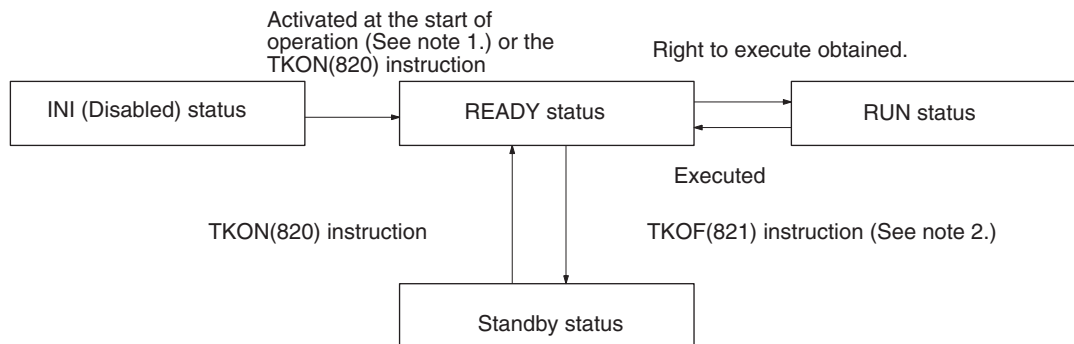 Activated at the start of
operation (See note 1.) or the
TKON(820) instruction
Right to execute obtained.
INI (Disabled) status
READY status
RUN status
Executed
TKON(820) instruction
TKOF(821) instruction (See note 2.)
Standby status